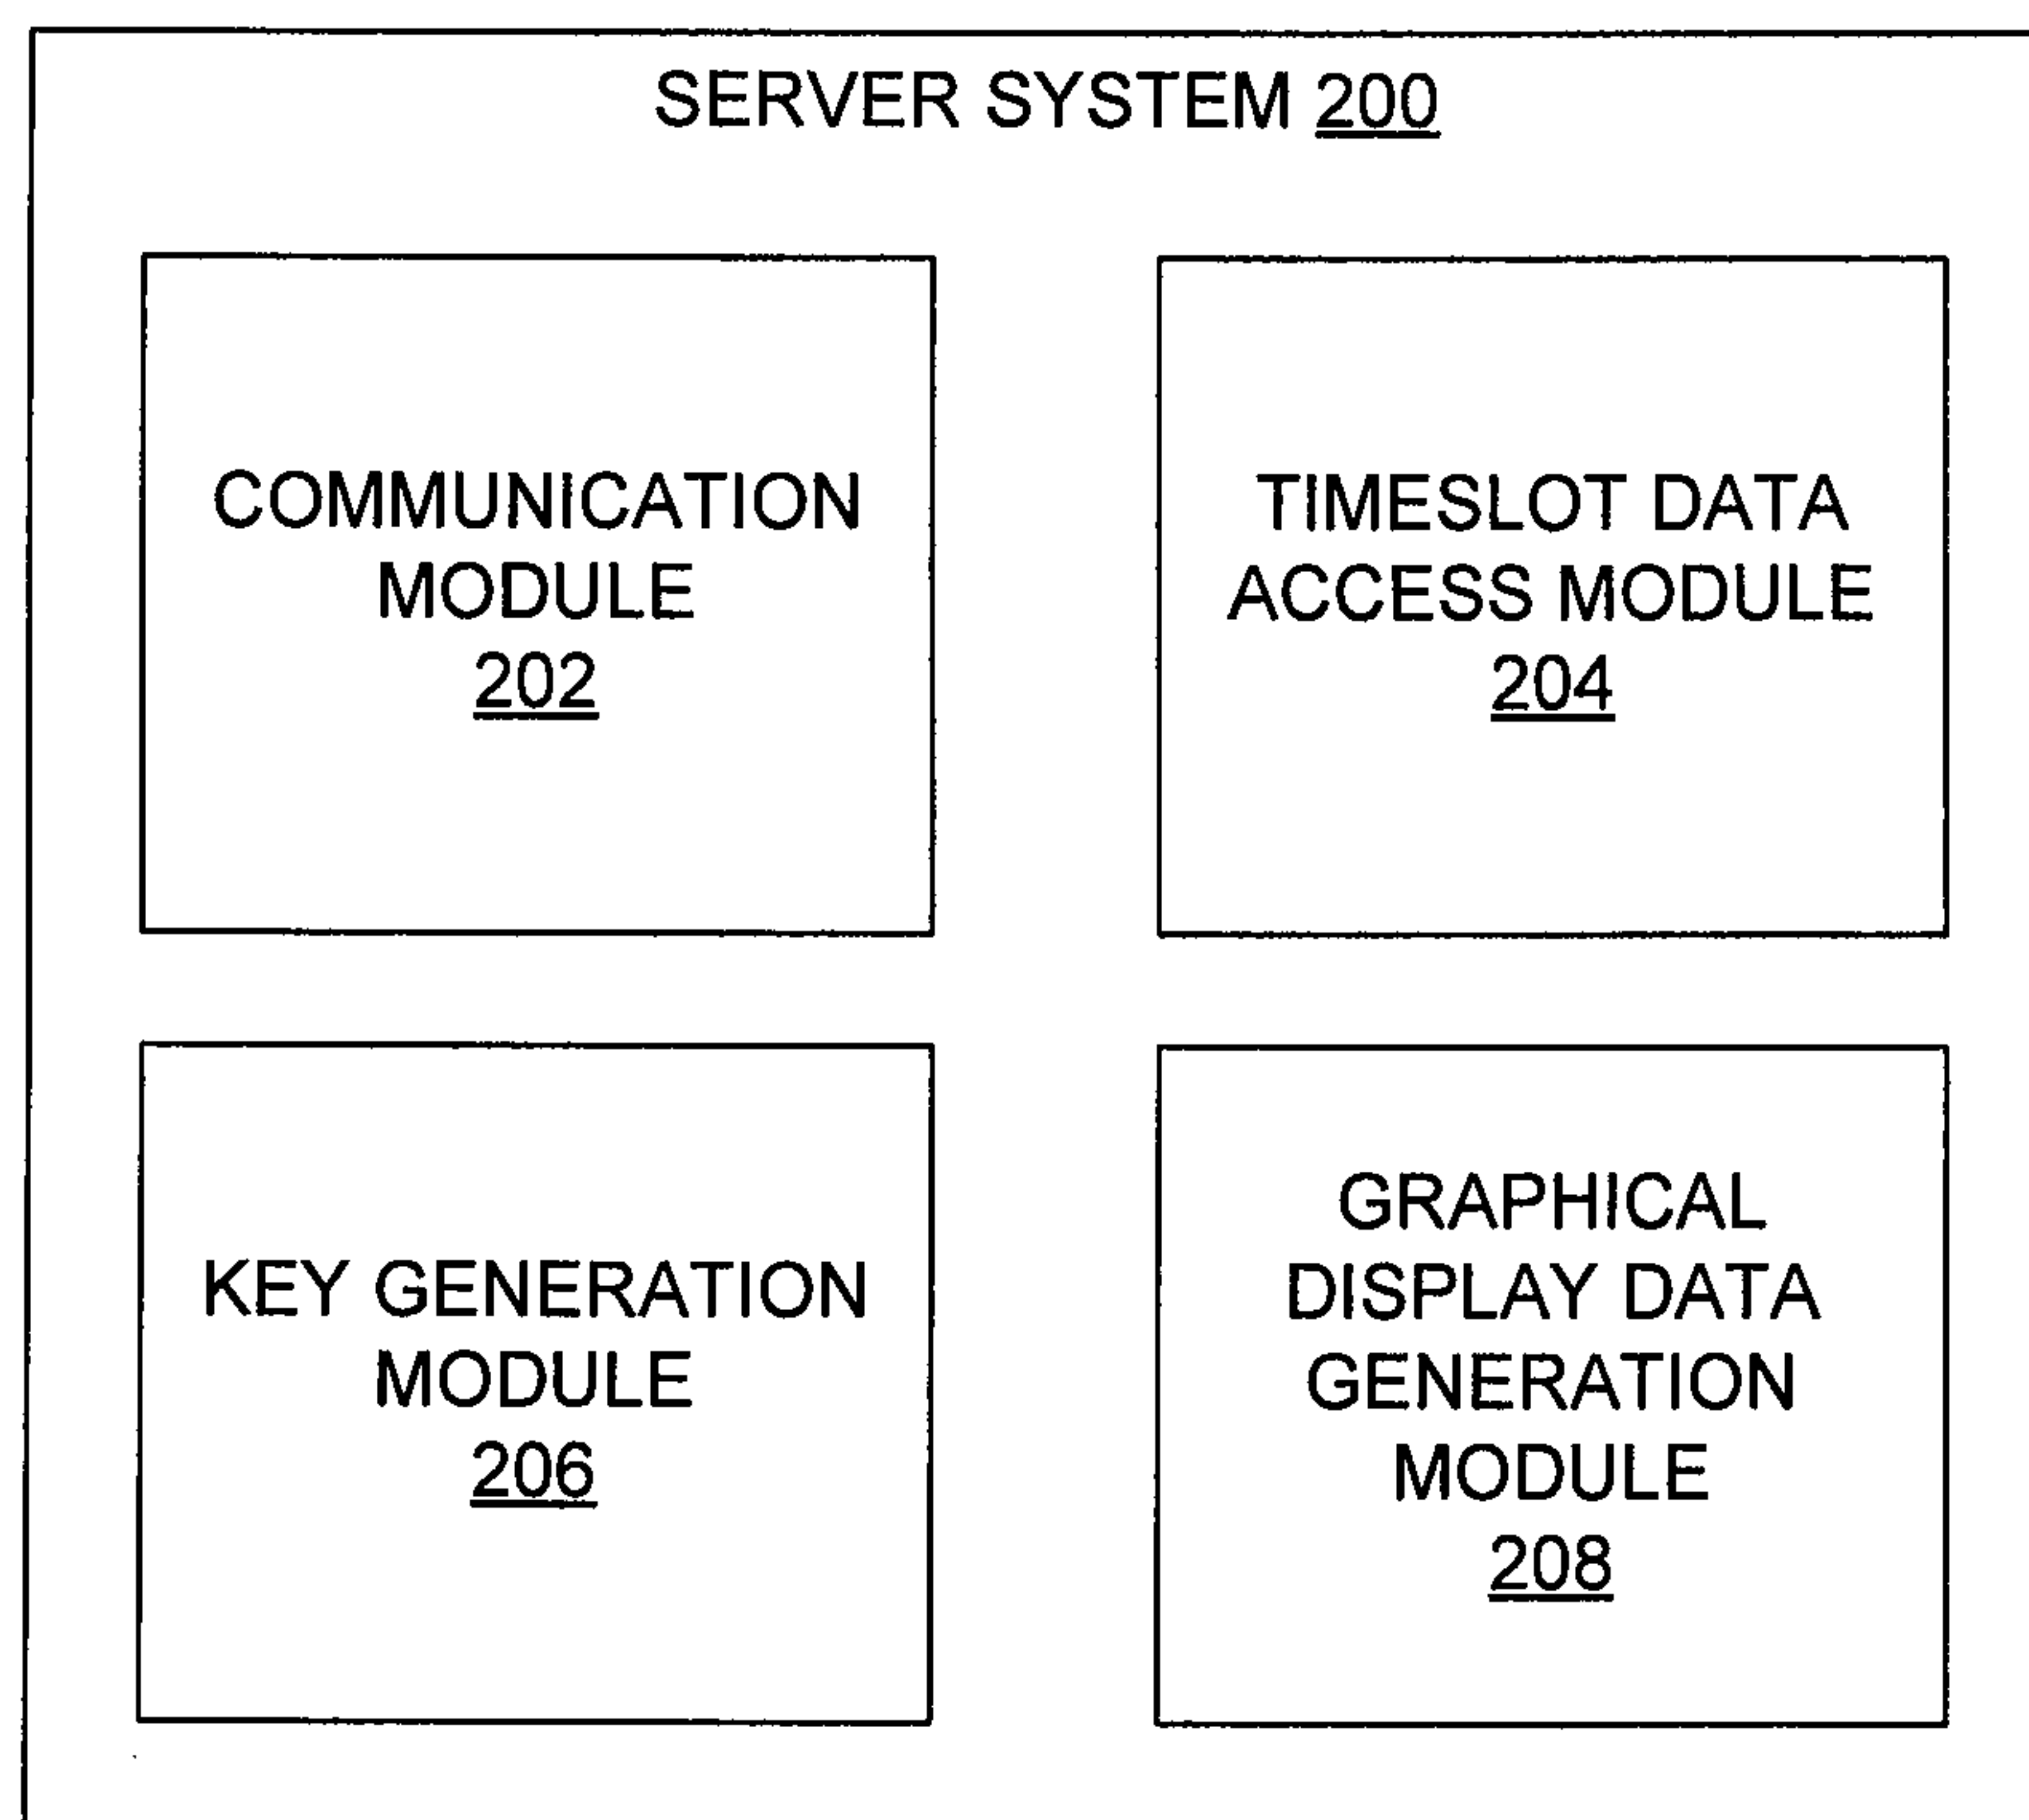 SERVER SYSTEM 200
COMMUNICATION
MODULE
202
TIMESLOT DATA
ACCESS MODULE
204
KEY GENERATION
MODULE
206
GRAPHICAL
DISPLAY DATA
GENERATION
MODULE
208